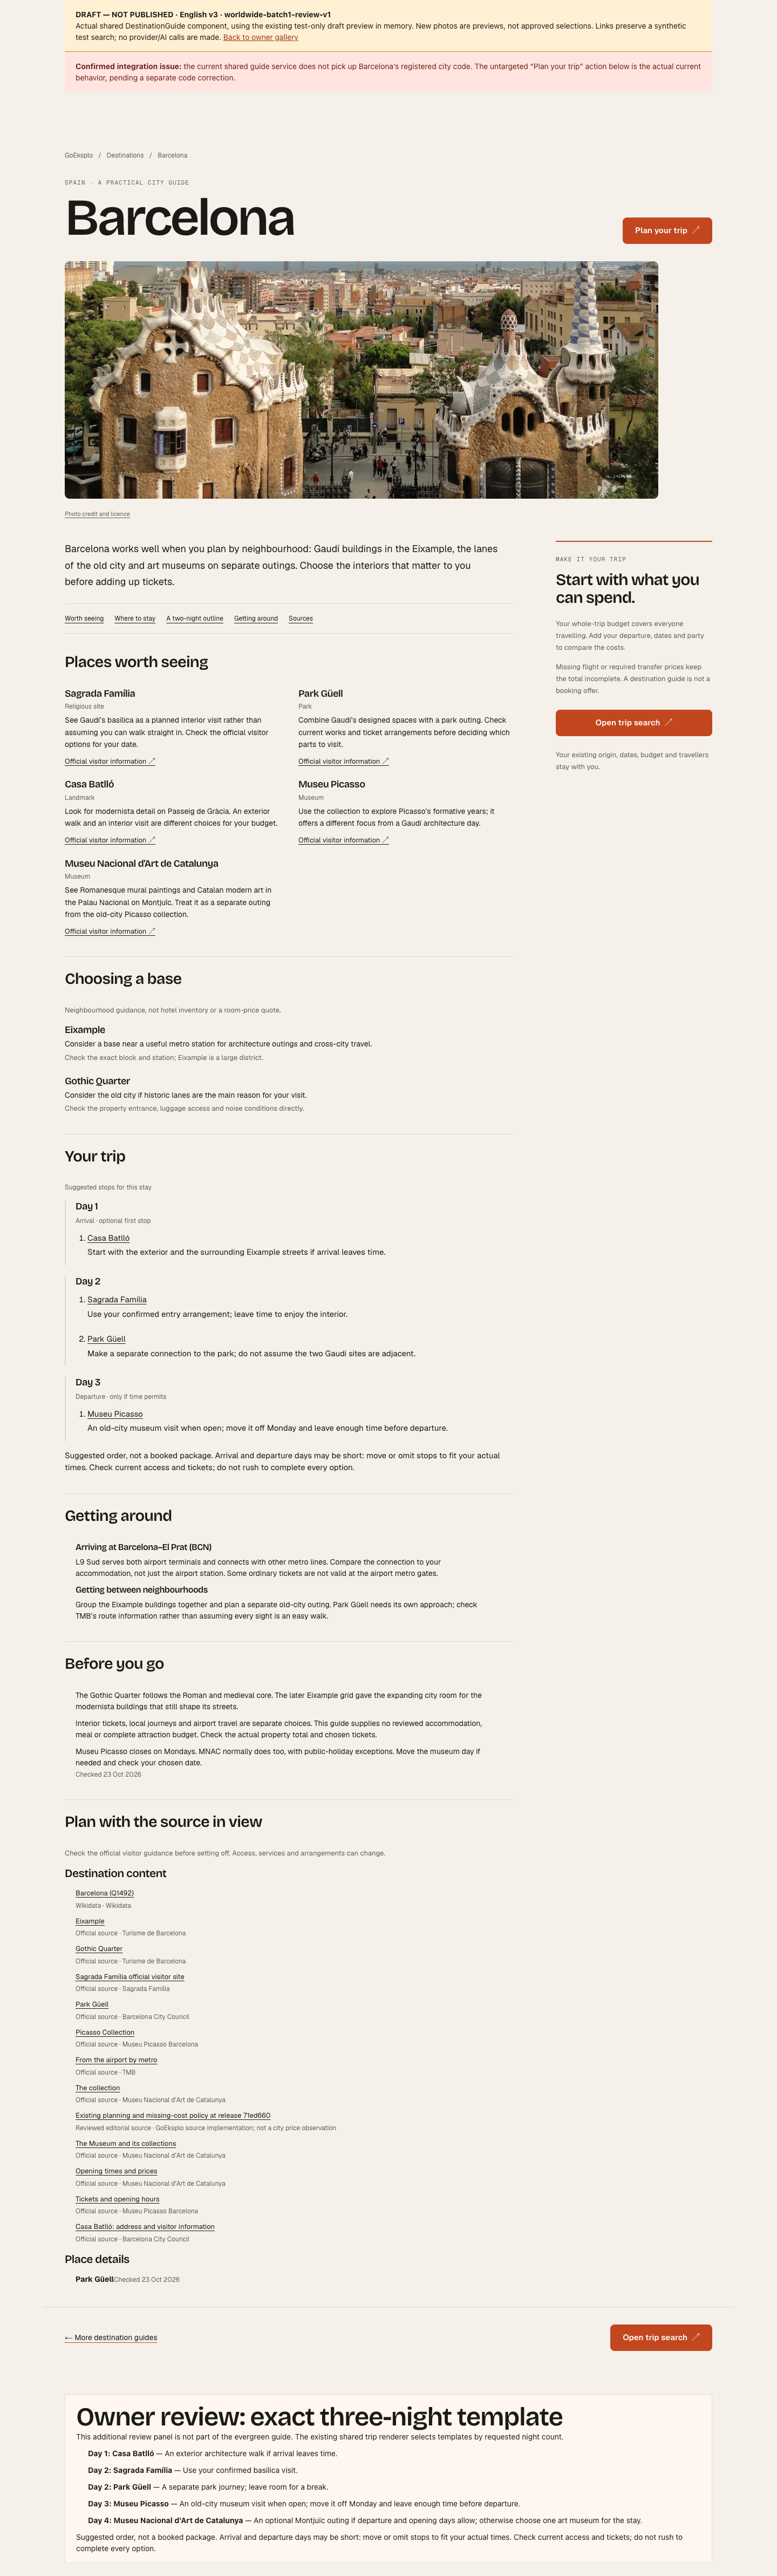 DRAFT — NOT PUBLISHED · English v3 · worldwide-batch1-review-v1
Actual shared DestinationGuide component, using the existing test-only draft preview in memory. New photos are previews, not approved selections. Links preserve a synthetic
test search; no provider/AI calls are made. Back to owner gallery
Confirmed integration issue: the current shared guide service does not pick up Barcelona's registered city code. The untargeted “Plan your trip” action below is the actual current
behavior, pending a separate code correction.
GoEksplo / Destinations / Barcelona
SPAIN · A PRACTICAL CITY GUIDE
Barcelona
Plan your trip ↗
Photo credit and licence
Barcelona works well when you plan by neighbourhood: Gaudí buildings in the Eixample, the lanes
of the old city and art museums on separate outings. Choose the interiors that matter to you
before adding up tickets.
Worth seeing Where to stay A two-night outline Getting around Sources
MAKE IT YOUR TRIP
Start with what you
can spend.
Your whole-trip budget covers everyone
travelling. Add your departure, dates and party
to compare the costs.
Missing flight or required transfer prices keep
the total incomplete. A destination guide is not a
booking offer.
Open trip search ↗
Your existing origin, dates, budget and travellers
stay with you.
Places worth seeing
Sagrada Família
Religious site
See Gaudí's basilica as a planned interior visit rather than
assuming you can walk straight in. Check the official visitor
options for your date.
Official visitor information ↗
Park Güell
Park
Combine Gaudí's designed spaces with a park outing. Check
current works and ticket arrangements before deciding which
parts to visit.
Official visitor information ↗
Casa Batlló
Landmark
Look for modernista detail on Passeig de Gràcia. An exterior
walk and an interior visit are different choices for your budget.
Official visitor information ↗
Museu Picasso
Museum
Use the collection to explore Picasso's formative years; it
offers a different focus from a Gaudí architecture day.
Official visitor information ↗
Museu Nacional d'Art de Catalunya
Museum
See Romanesque mural paintings and Catalan modern art in
the Palau Nacional on Montjuïc. Treat it as a separate outing
from the old-city Picasso collection.
Official visitor information ↗
Choosing a base
Neighbourhood guidance, not hotel inventory or a room-price quote.
Eixample
Consider a base near a useful metro station for architecture outings and cross-city travel.
Check the exact block and station; Eixample is a large district.
Gothic Quarter
Consider the old city if historic lanes are the main reason for your visit.
Check the property entrance, luggage access and noise conditions directly.
Your trip
Suggested stops for this stay
Day 1
Arrival · optional first stop
1. Casa Batlló
Start with the exterior and the surrounding Eixample streets if arrival leaves time.
Day 2
1. Sagrada Família
Use your confirmed entry arrangement; leave time to enjoy the interior.
2. Park Güell
Make a separate connection to the park; do not assume the two Gaudí sites are adjacent.
Day 3
Departure · only if time permits
1. Museu Picasso
An old-city museum visit when open; move it off Monday and leave enough time before departure.
Suggested order, not a booked package. Arrival and departure days may be short: move or omit stops to fit your actual
times. Check current access and tickets; do not rush to complete every option.
Getting around
Arriving at Barcelona–El Prat (BCN)
L9 Sud serves both airport terminals and connects with other metro lines. Compare the connection to your
accommodation, not just the airport station. Some ordinary tickets are not valid at the airport metro gates.
Getting between neighbourhoods
Group the Eixample buildings together and plan a separate old-city outing. Park Güell needs its own approach; check
TMB's route information rather than assuming every sight is an easy walk.
Before you go
The Gothic Quarter follows the Roman and medieval core. The later Eixample grid gave the expanding city room for the
modernista buildings that still shape its streets.
Interior tickets, local journeys and airport travel are separate choices. This guide supplies no reviewed accommodation,
meal or complete attraction budget. Check the actual property total and chosen tickets.
Museu Picasso closes on Mondays. MNAC normally does too, with public-holiday exceptions. Move the museum day if
needed and check your chosen date.
Checked 23 Oct 2026
Plan with the source in view
Check the official visitor guidance before setting off. Access, services and arrangements can change.
Destination content
Barcelona (Q1492)
Wikidata · Wikidata
Eixample
Official source · Turisme de Barcelona
Gothic Quarter
Official source · Turisme de Barcelona
Sagrada Família official visitor site
Official source · Sagrada Família
Park Güell
Official source · Barcelona City Council
Picasso Collection
Official source · Museu Picasso Barcelona
From the airport by metro
Official source · TMB
The collection
Official source · Museu Nacional d'Art de Catalunya
Existing planning and missing-cost policy at release 71ed660
Reviewed editorial source · GoEksplo source implementation; not a city price observation
The Museum and its collections
Official source · Museu Nacional d'Art de Catalunya
Opening times and prices
Official source · Museu Nacional d'Art de Catalunya
Tickets and opening hours
Official source · Museu Picasso Barcelona
Casa Batlló: address and visitor information
Official source · Barcelona City Council
Place details
Park GüellChecked 23 Oct 2026
← More destination guides
Open trip search ↗
Owner review: exact three-night template
This additional review panel is not part of the evergreen guide. The existing shared trip renderer selects templates by requested night count.
Day 1: Casa Batlló — An exterior architecture walk if arrival leaves time.
Day 2: Sagrada Família — Use your confirmed basilica visit.
Day 2: Park Güell — A separate park journey; leave room for a break.
Day 3: Museu Picasso — An old-city museum visit when open; move it off Monday and leave enough time before departure.
Day 4: Museu Nacional d'Art de Catalunya — An optional Montjuïc outing if departure and opening days allow; otherwise choose one art museum for the stay.
Suggested order, not a booked package. Arrival and departure days may be short: move or omit stops to fit your actual times. Check current access and tickets; do not rush to complete
every option.